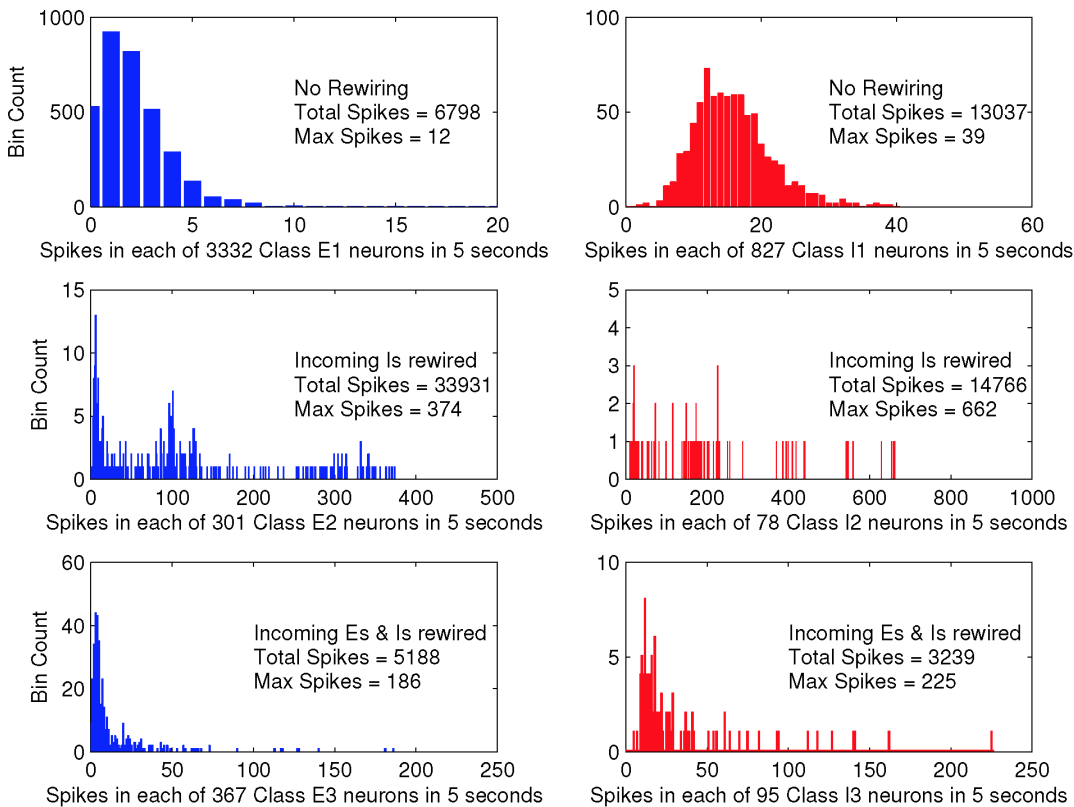 1000
500
0
Bin Count
No Rewiring
Total Spikes = 6798
Max Spikes = 12
0 5 10 15 20
Spikes in each of 3332 Class E1 neurons in 5 seconds
100
50
0
No Rewiring
Total Spikes = 13037
Max Spikes = 39
0 20 40 60
Spikes in each of 827 Class I1 neurons in 5 seconds
15
10
5
0
Bin Count
Incoming Is rewired
Total Spikes = 33931
Max Spikes = 374
0 100 200 300 400 500
Spikes in each of 301 Class E2 neurons in 5 seconds
5
4
3
2
1
0
Incoming Is rewired
Total Spikes = 14766
Max Spikes = 662
0 200 400 600 800 1000
Spikes in each of 78 Class I2 neurons in 5 seconds
60
40
20
0
Bin Count
Incoming Es & Is rewired
Total Spikes = 5188
Max Spikes = 186
0 50 100 150 200 250
Spikes in each of 367 Class E3 neurons in 5 seconds
10
5
0
Incoming Es & Is rewired
Total Spikes = 3239
Max Spikes = 225
0 50 100 150 200 250
Spikes in each of 95 Class I3 neurons in 5 seconds